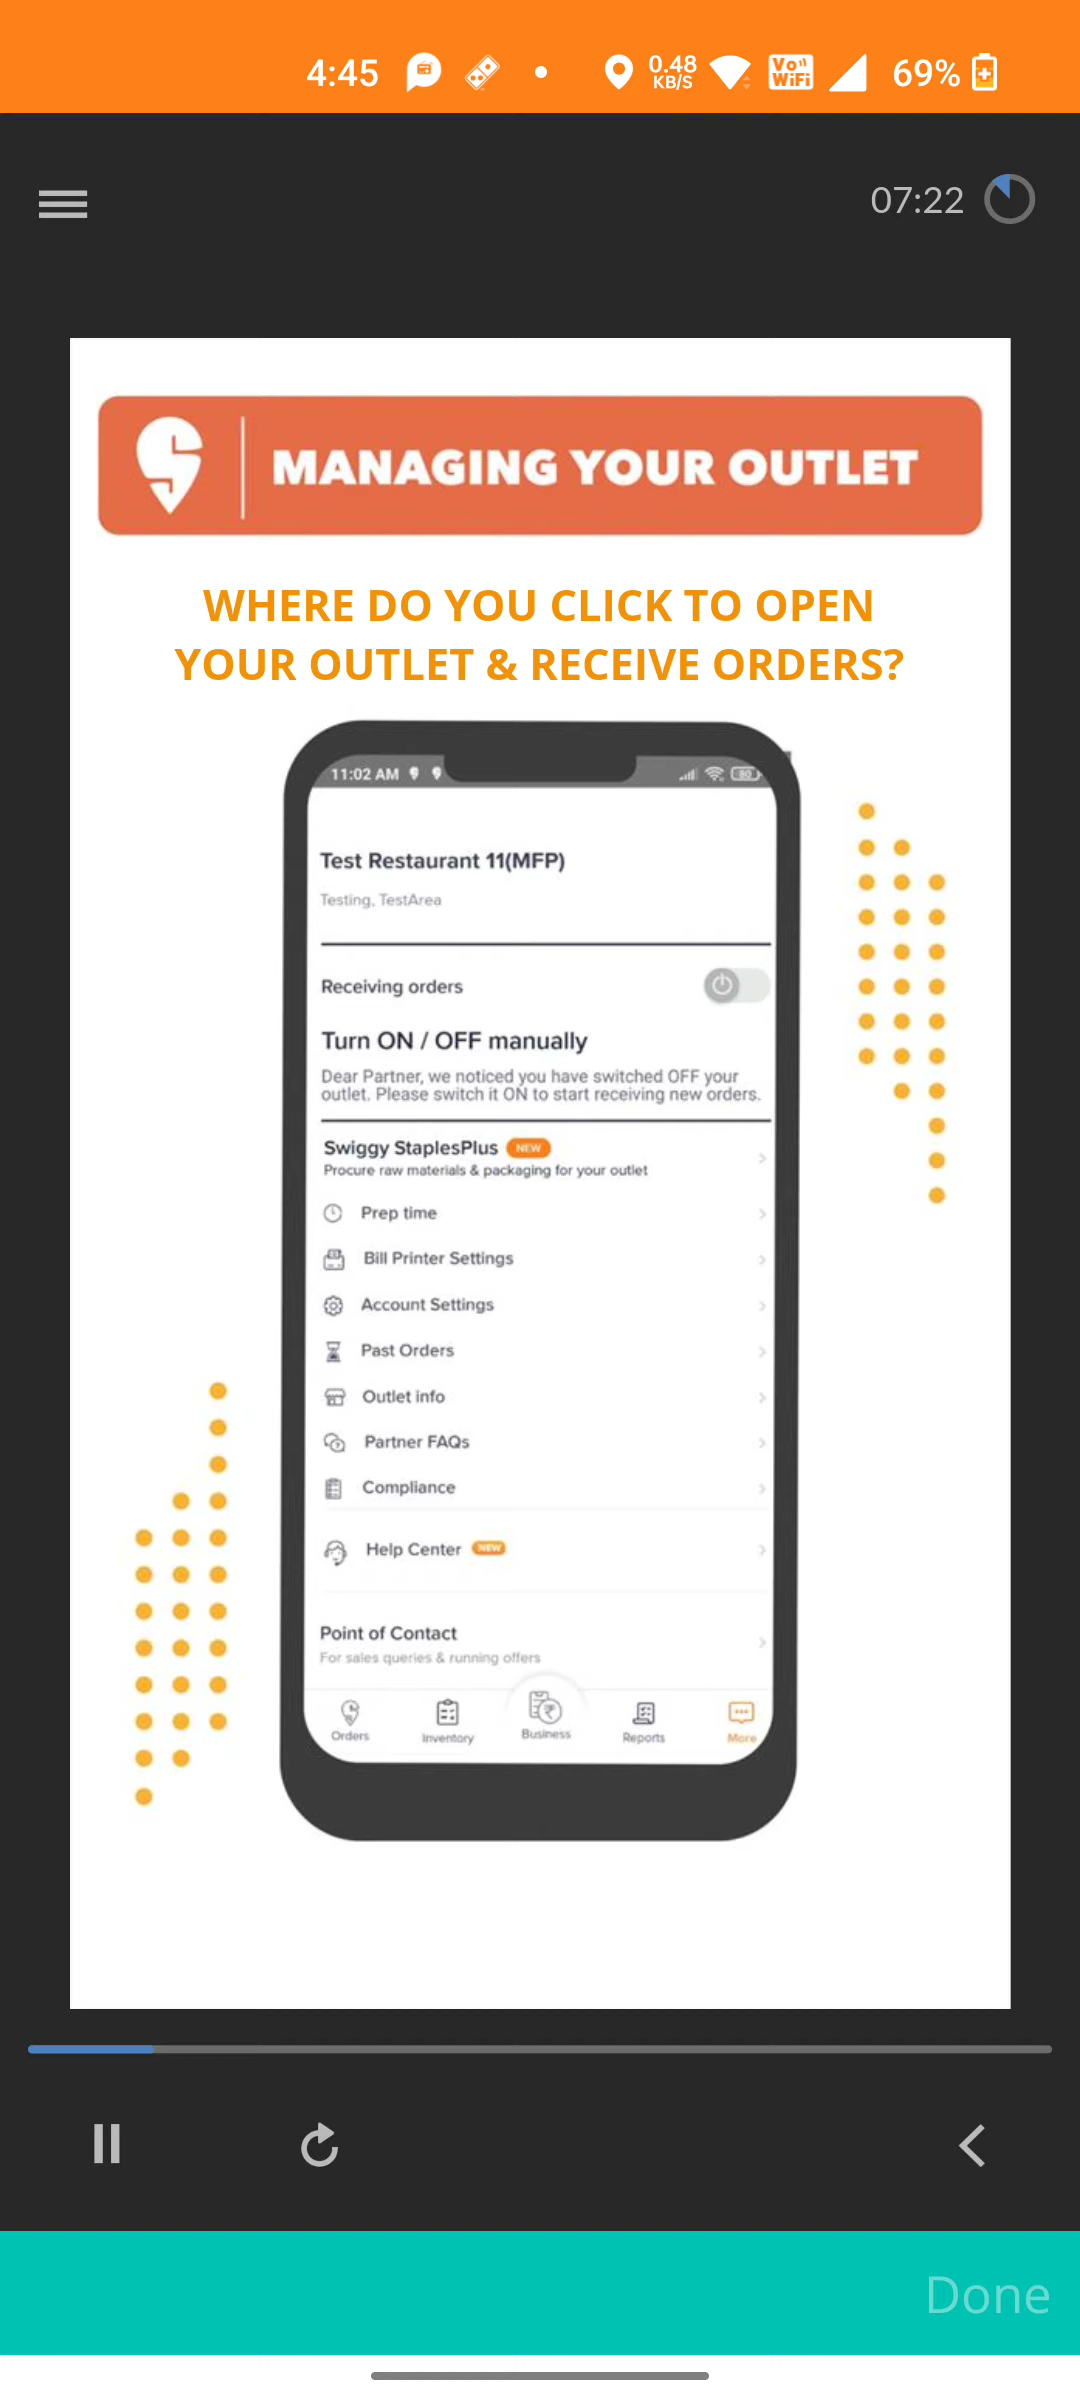 4:45 0.48 KB/S Vo WiFi 69%
07:22
MANAGING YOUR OUTLET
WHERE DO YOU CLICK TO OPEN
YOUR OUTLET & RECEIVE ORDERS?
11:02 AM 80
Test Restaurant 11(MFP)
Testing, TestArea
Receiving orders
Turn ON / OFF manually
Dear Partner, we noticed you have switched OFF your
outlet. Please switch it ON to start receiving new orders.
Swiggy StaplesPlus NEW
Procure raw materials & packaging for your outlet
Prep time
Bill Printer Settings
Account Settings
Past Orders
Outlet info
Partner FAQs
Compliance
Help Center NEW
Point of Contact
For sales queries & running offers
Orders Inventory Business Reports More
Done